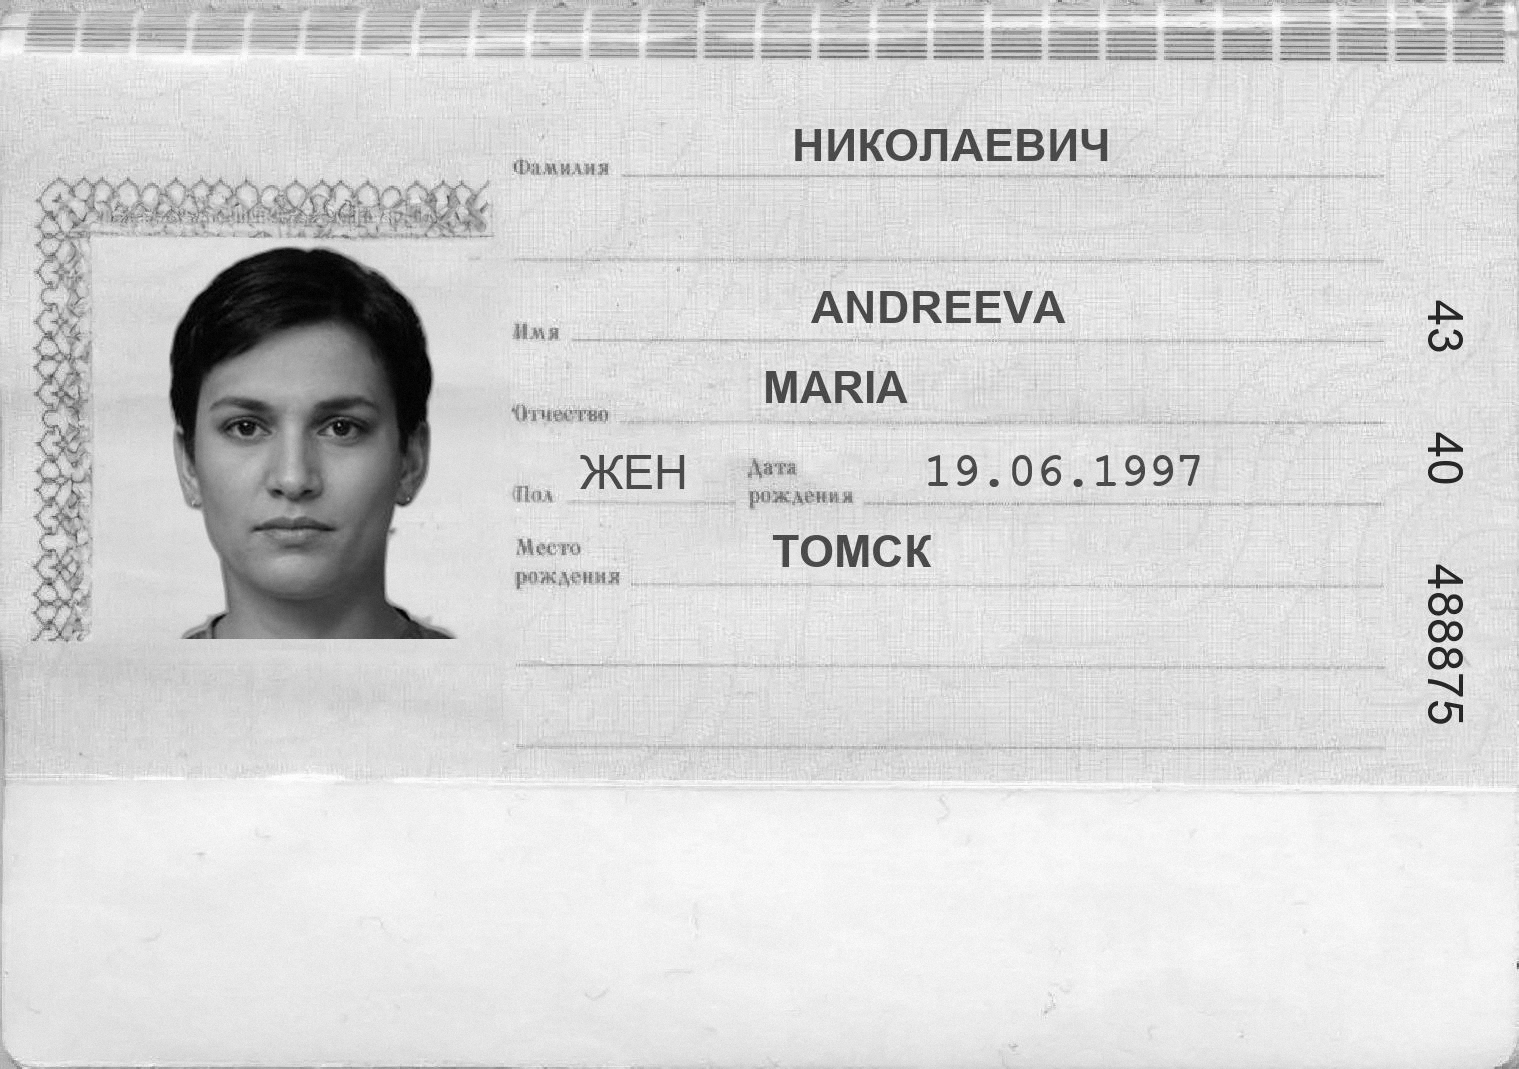 Фамилия НИКОЛАЕВИЧ
Имя ANDREEVA
Отчество MARIA
Пол ЖЕН Дата рождения 19.06.1997
Место рождения ТОМСК
43 40 488875